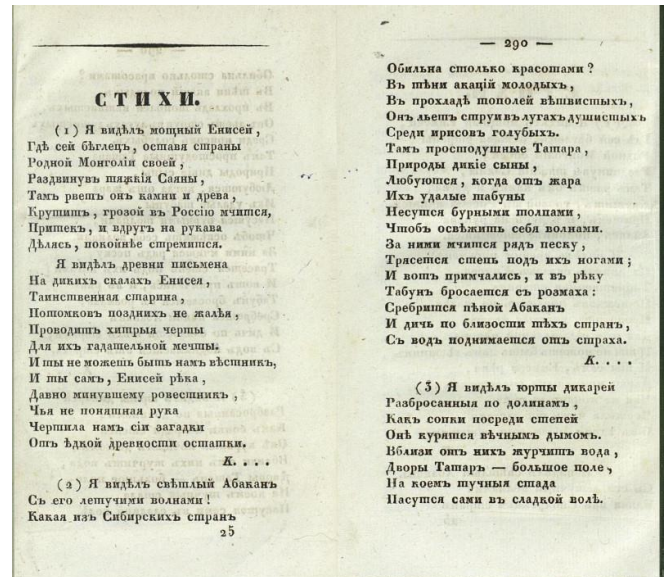 СТИХИ.
(1) Я видѣлъ мощный Енисей,
Гдѣ сей бѣглецъ, оставя страны
Родной Монголіи своей,
Раздвинувъ тяжкія Саяны,
Тамъ рветъ онъ камни и древа,
Крутитъ, грозой въ Россію мчится,
Притекъ, и вдругъ на рукава
Дѣлясь, покойнѣе стремится.
Я видѣлъ древни письмена
На дикихъ скалахъ Енисея,
Таинственная старина,
Потомковъ позднихъ не жалѣя,
Проводитъ хитрыя черты
Для ихъ гадательной мечты.
И ты не можешь быть намъ вѣстникъ,
И ты самъ, Енисей рѣка,
Давно минувшему ровестникъ,
Чья не понятная рука
Чертила намъ сіи загадки
Отъ ѣдкой древности остатки.
К. . . .
(2) Я видѣлъ свѣтлый Абаканъ
Съ его летучими волнами!
Какая изъ Сибирскихъ странъ
25
— 290 —
Обильна столько красотами?
Въ тѣни акацій молодыхъ,
Въ прохладѣ тополей вѣтвистыхъ,
Онъ льетъ струи въ лугахъ душистыхъ
Среди ирисовъ голубыхъ.
Тамъ простодушные Татара,
Природы дикіе сыны,
Любуются, когда отъ жара
Ихъ удалые табуны
Несутся бурными толпами,
Чтобъ освѣжить себя волнами.
За ними мчится рядъ песку,
Трясется степь подъ ихъ ногами;
И вотъ примчались, и въ рѣку
Табунъ бросается съ розмаха:
Сребрится пѣной Абаканъ
И дичь по близости тѣхъ странъ,
Съ водъ поднимается отъ страха.
К. . . .
(3) Я видѣлъ юрты дикарей
Разбросанныя по долинамъ,
Какъ сопки посреди степей
Онѣ курятся вѣчнымъ дымомъ.
Вблизи отъ нихъ журчитъ вода,
Дворы Татаръ — большое поле,
На коемъ тучныя стада
Пасутся сами въ сладкой волѣ.